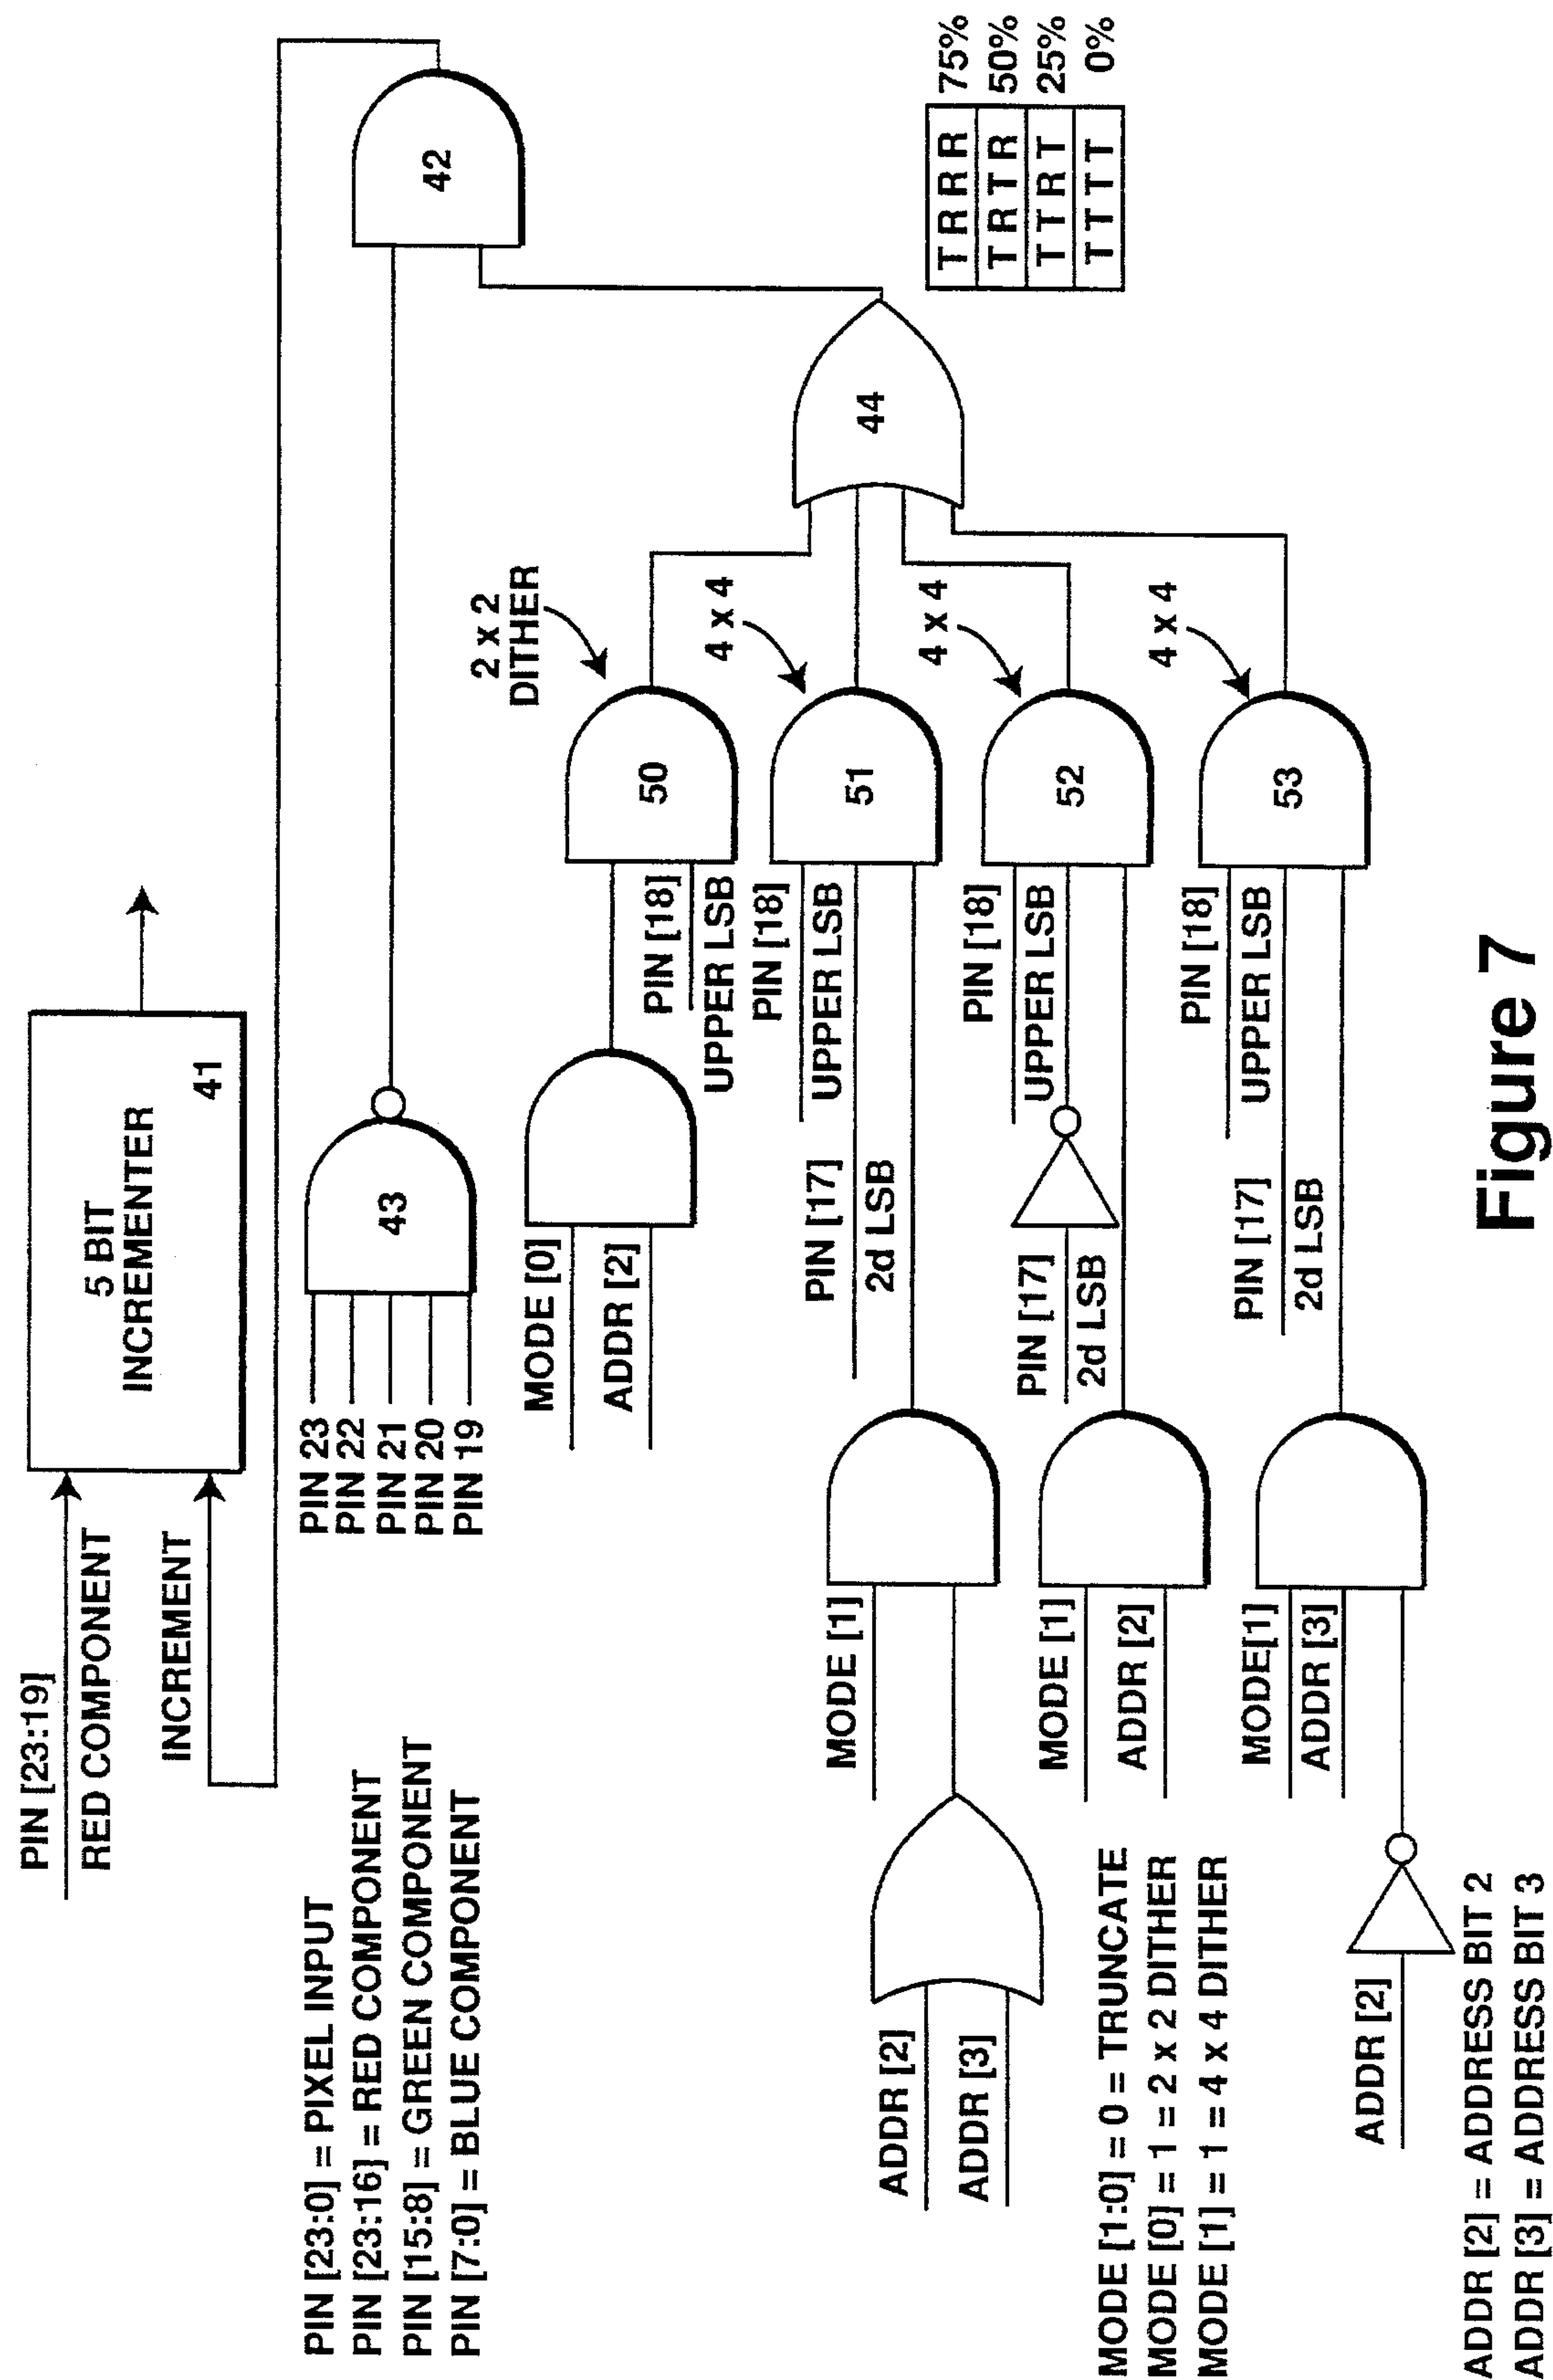 PIN [23:19]
RED COMPONENT
INCREMENT
5 BIT
INCREMENTER
41
PIN [23:0] = PIXEL INPUT
PIN [23:16] = RED COMPONENT
PIN [15:8] = GREEN COMPONENT
PIN [7:0] = BLUE COMPONENT
PIN 23
PIN 22
PIN 21
PIN 20
PIN 19
43
42
MODE [0]
ADDR [2]
PIN [18]
UPPER LSB
50
2 x 2
DITHER
ADDR [2]
ADDR [3]
MODE [1]
PIN [17]
2d LSB
PIN [18]
UPPER LSB
51
4 x 4
44
MODE [1]
ADDR [2]
PIN [17]
2d LSB
PIN [18]
UPPER LSB
52
4 x 4
ADDR [2]
MODE[1]
ADDR [3]
PIN [17]
2d LSB
PIN [18]
UPPER LSB
53
4 x 4
T R R R 75%
T R T R 50%
T T R T 25%
T T T T 0%
MODE [1:0] = 0 = TRUNCATE
MODE [0] = 1 = 2 x 2 DITHER
MODE [1] = 1 = 4 x 4 DITHER
ADDR [2] = ADDRESS BIT 2
ADDR [3] = ADDRESS BIT 3
Figure 7